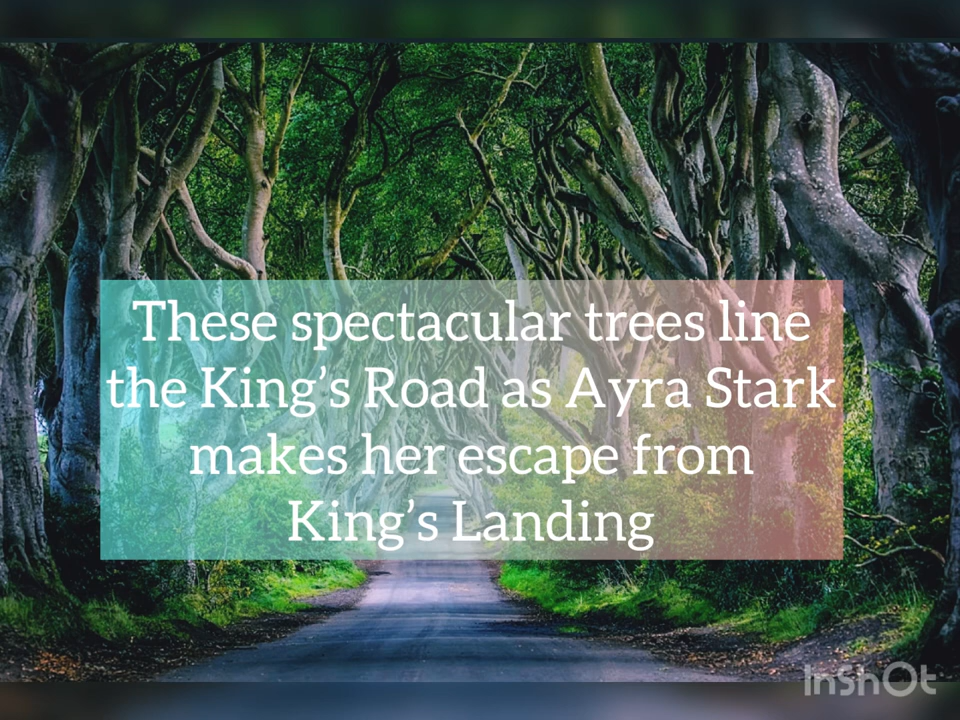 These spectacular trees line
the King's Road as Ayra Stark
makes her escape from
King's Landing
InShOt